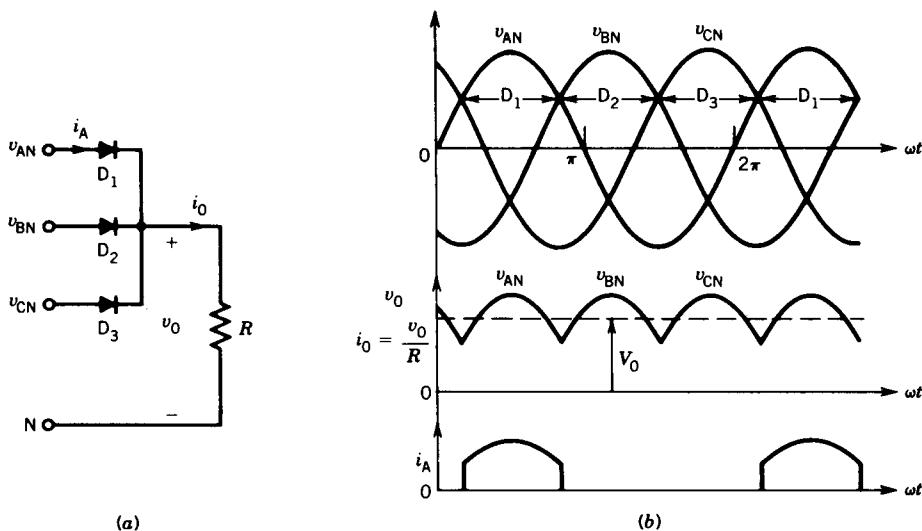 v_AN
i_A
D_1
v_BN
D_2
i_0
+
v_CN
D_3
v_0
R
N
−
(a)
v_AN
v_BN
v_CN
D_1
D_2
D_3
D_1
0
π
2π
ωt
v_AN
v_BN
v_CN
v_0
i_0 = v_0/R
V_0
0
ωt
i_A
0
ωt
(b)